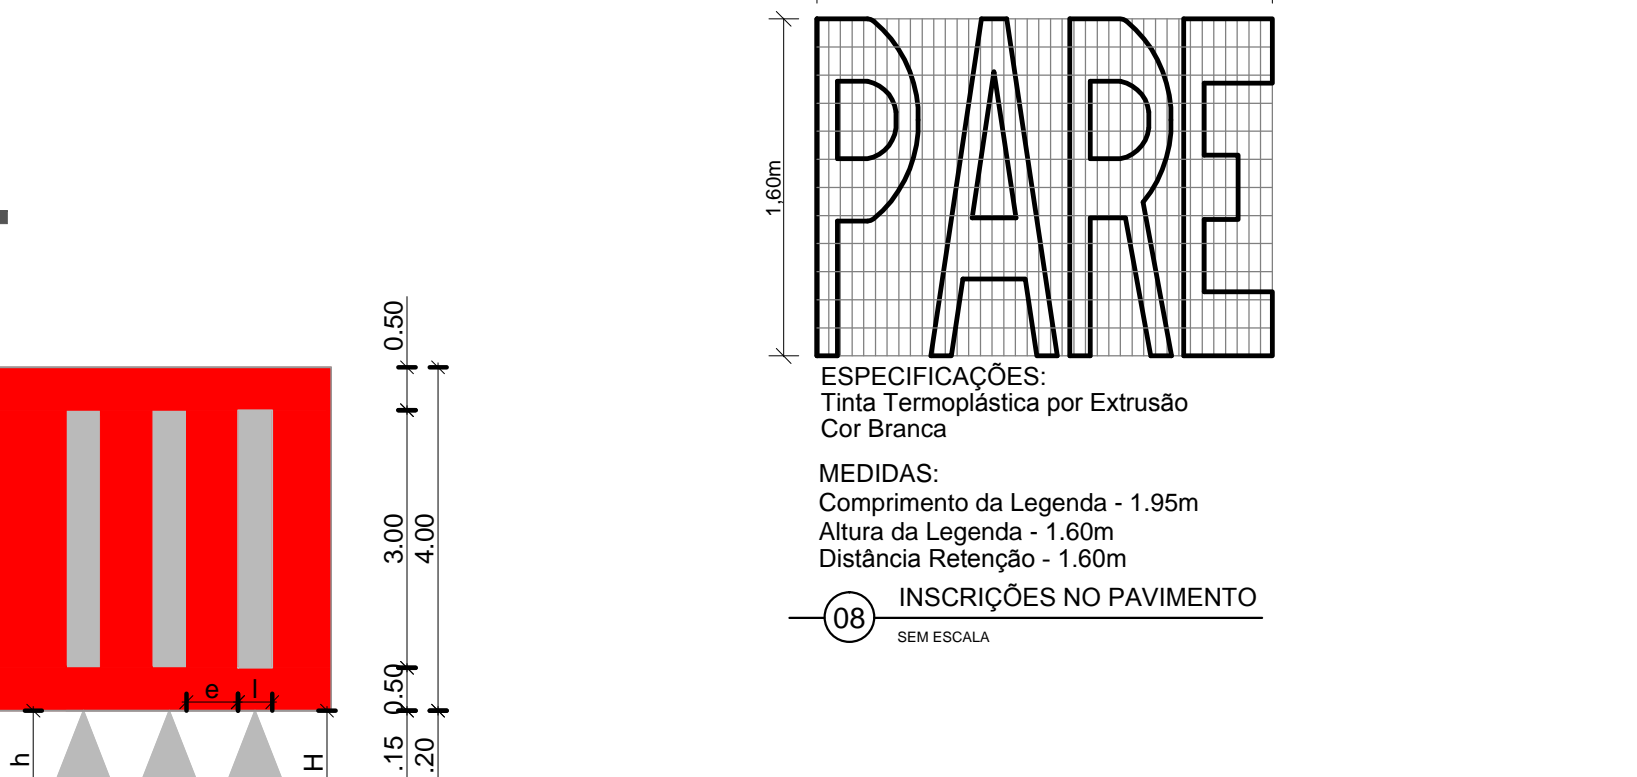 PARE
1,60m
ESPECIFICAÇÕES:
Tinta Termoplástica por Extrusão
Cor Branca
MEDIDAS:
Comprimento da Legenda - 1.95m
Altura da Legenda - 1.60m
Distância Retenção - 1.60m
08
INSCRIÇÕES NO PAVIMENTO
SEM ESCALA
0.50
3.00
4.00
0.50
e
l
h
H
.15
.20